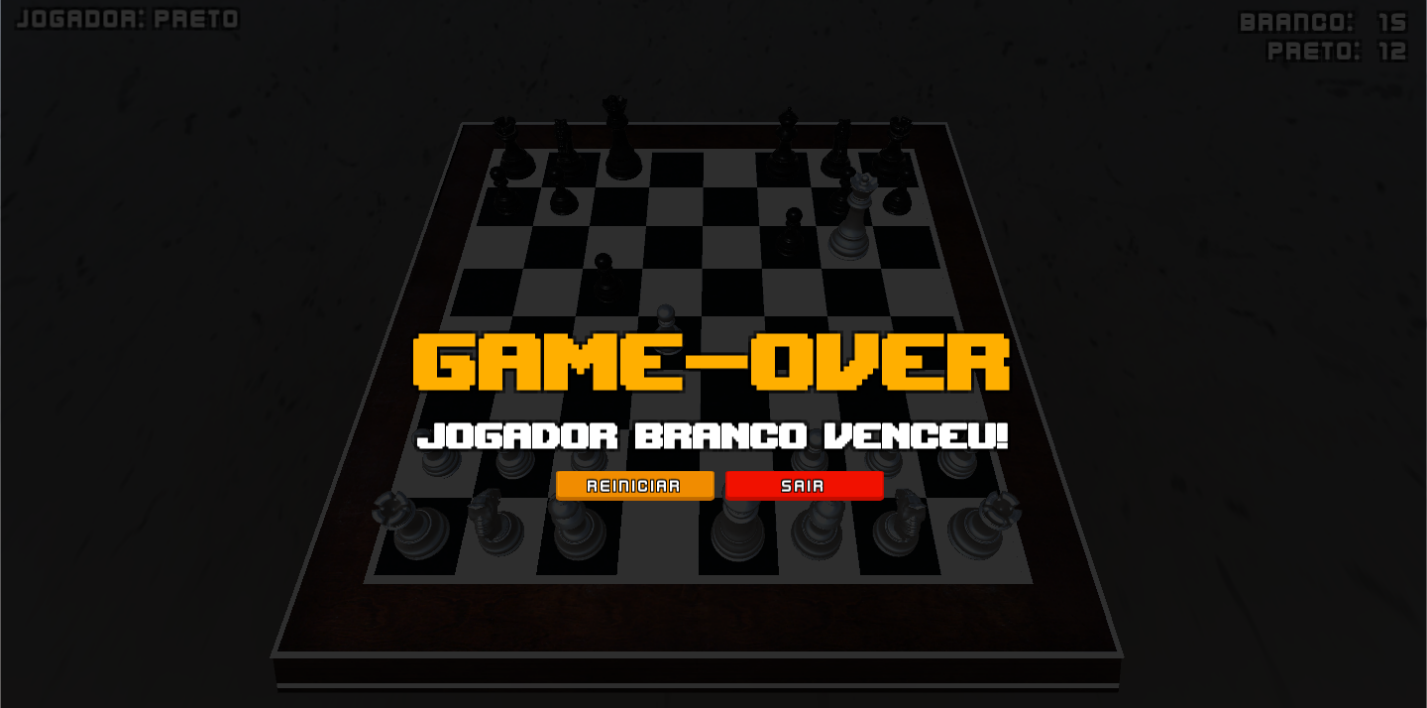 JOGADOR: PRETO
BRANCO: 15
PRETO: 12
GAME-OVER
JOGADOR BRANCO VENCEU!
REINICIAR
SAIR